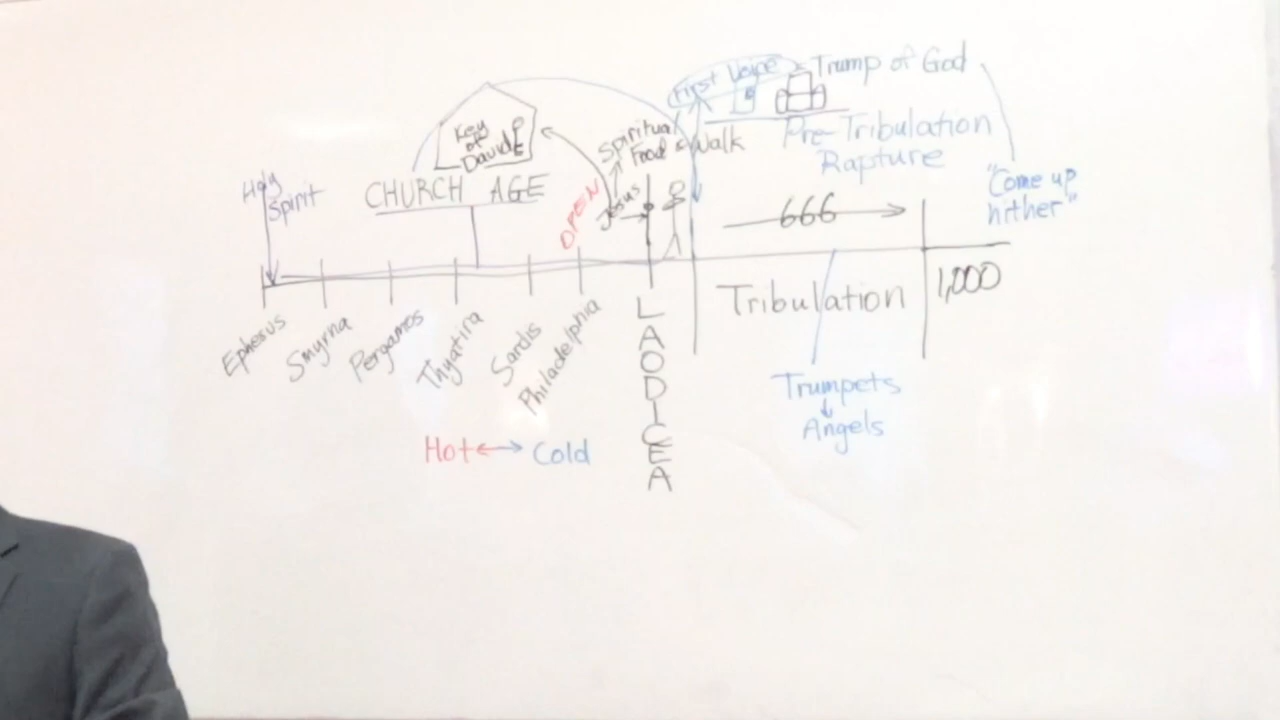 First Voice
Trump of God
Key
of
David
Spiritual
Food & Walk
Pre-Tribulation
Rapture
Holy
Spirit
CHURCH AGE
OPEN
Jesus
666
"Come up
hither"
Ephesus
Smyrna
Pergamos
Thyatira
Sardis
Philadelphia
LAODICEA
Tribulation
1,000
Trumpets
Angels
Hot
Cold